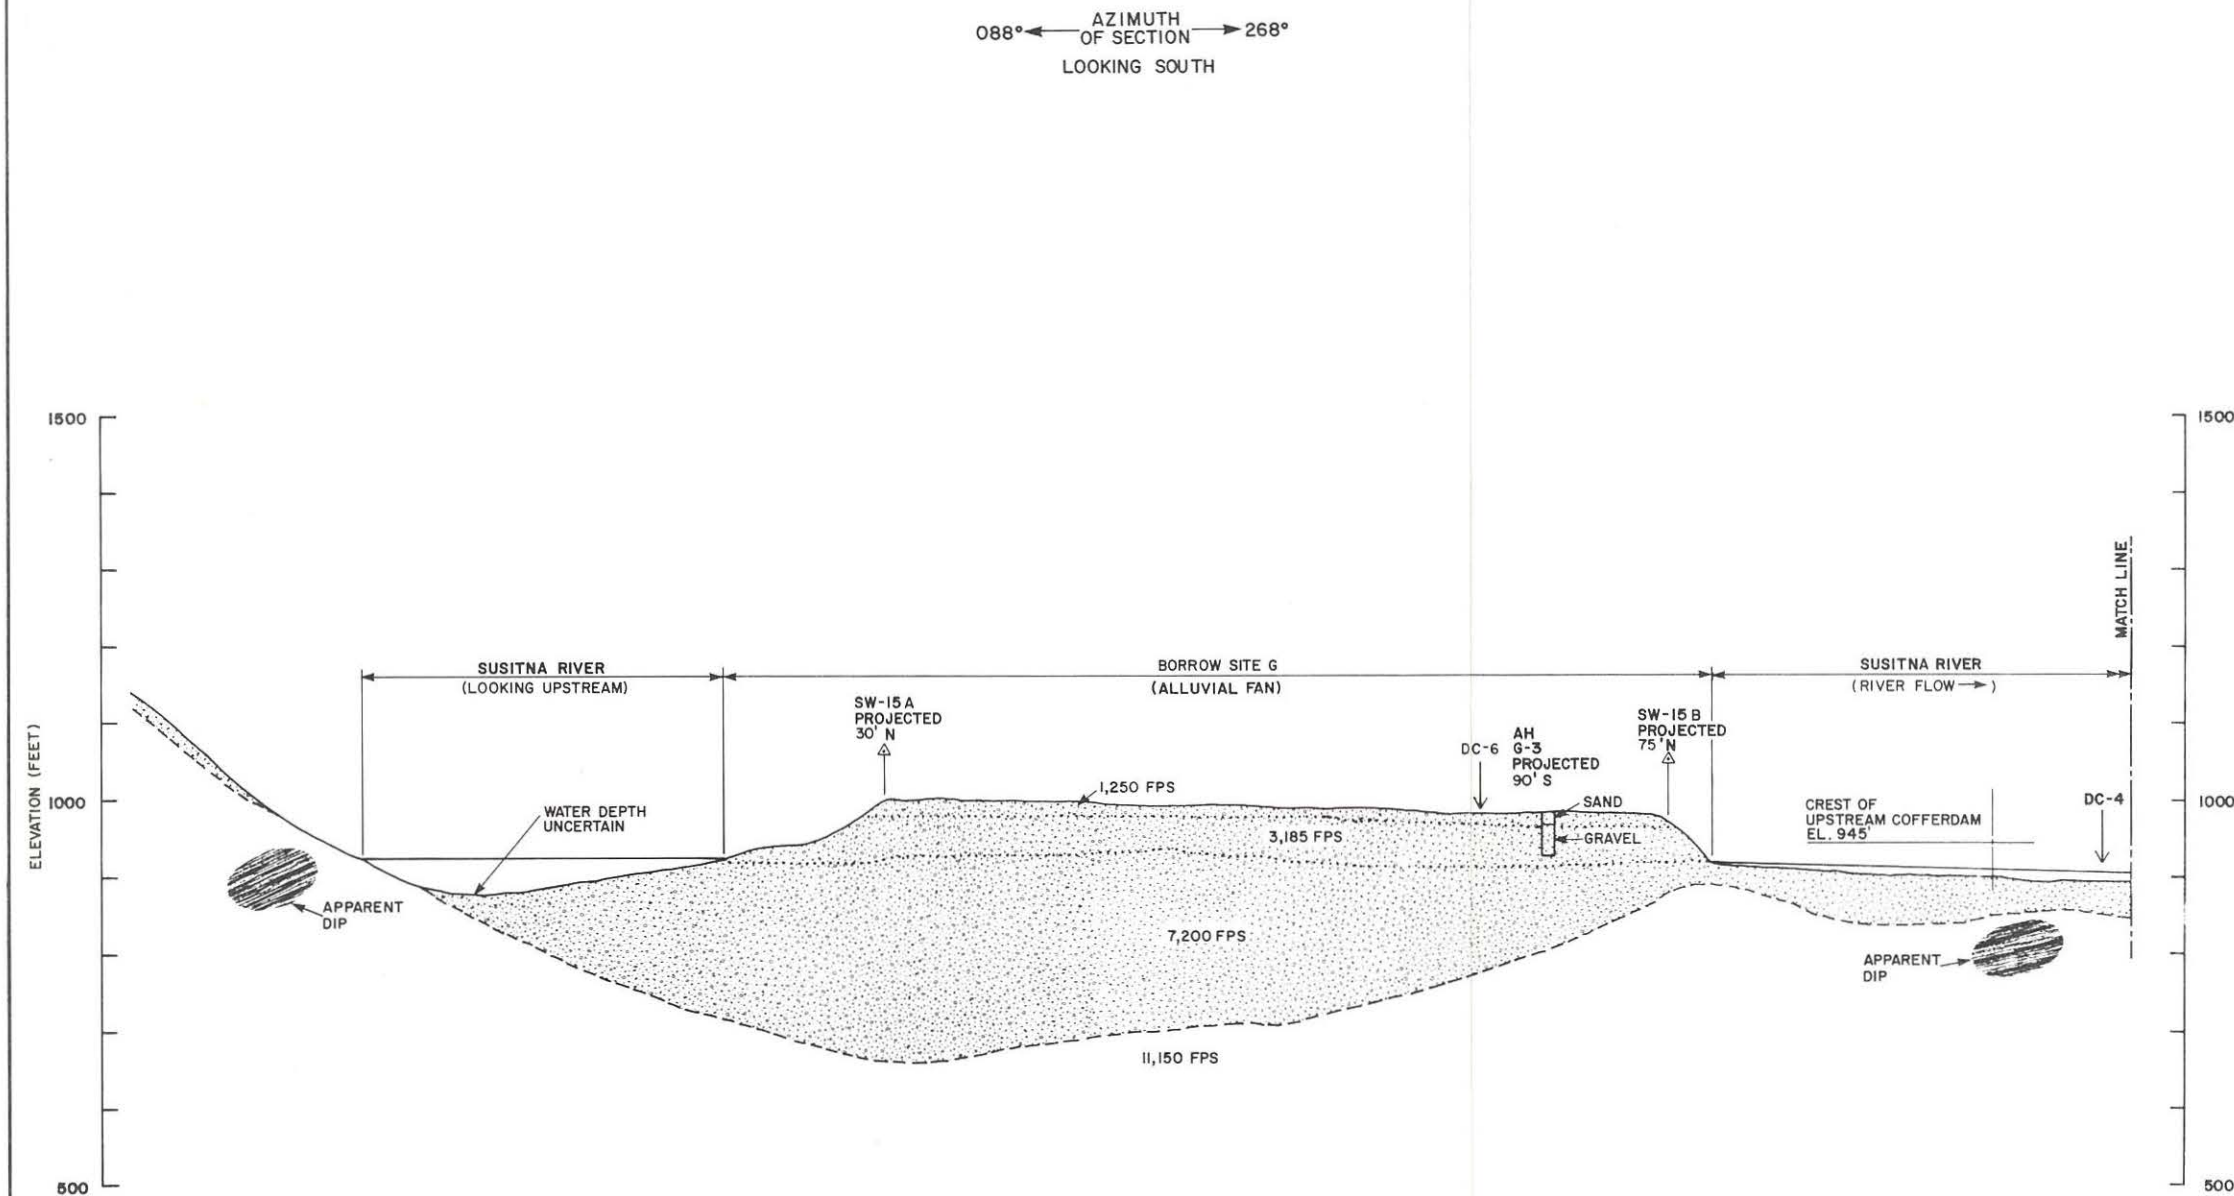 AZIMUTH
088° OF SECTION 268°
LOOKING SOUTH
1500
1500
MATCH LINE
SUSITNA RIVER
(LOOKING UPSTREAM)
BORROW SITE G
(ALLUVIAL FAN)
SUSITNA RIVER
(RIVER FLOW )
SW-15A
PROJECTED
30' N
DC-6
AH
G-3
PROJECTED
90' S
SW-15B
PROJECTED
75' N
ELEVATION (FEET)
1000
1,250 FPS
SAND
WATER DEPTH
UNCERTAIN
3,185 FPS
GRAVEL
CREST OF
UPSTREAM COFFERDAM
EL. 945'
DC-4
1000
APPARENT
DIP
7,200 FPS
APPARENT
DIP
11,150 FPS
500
500